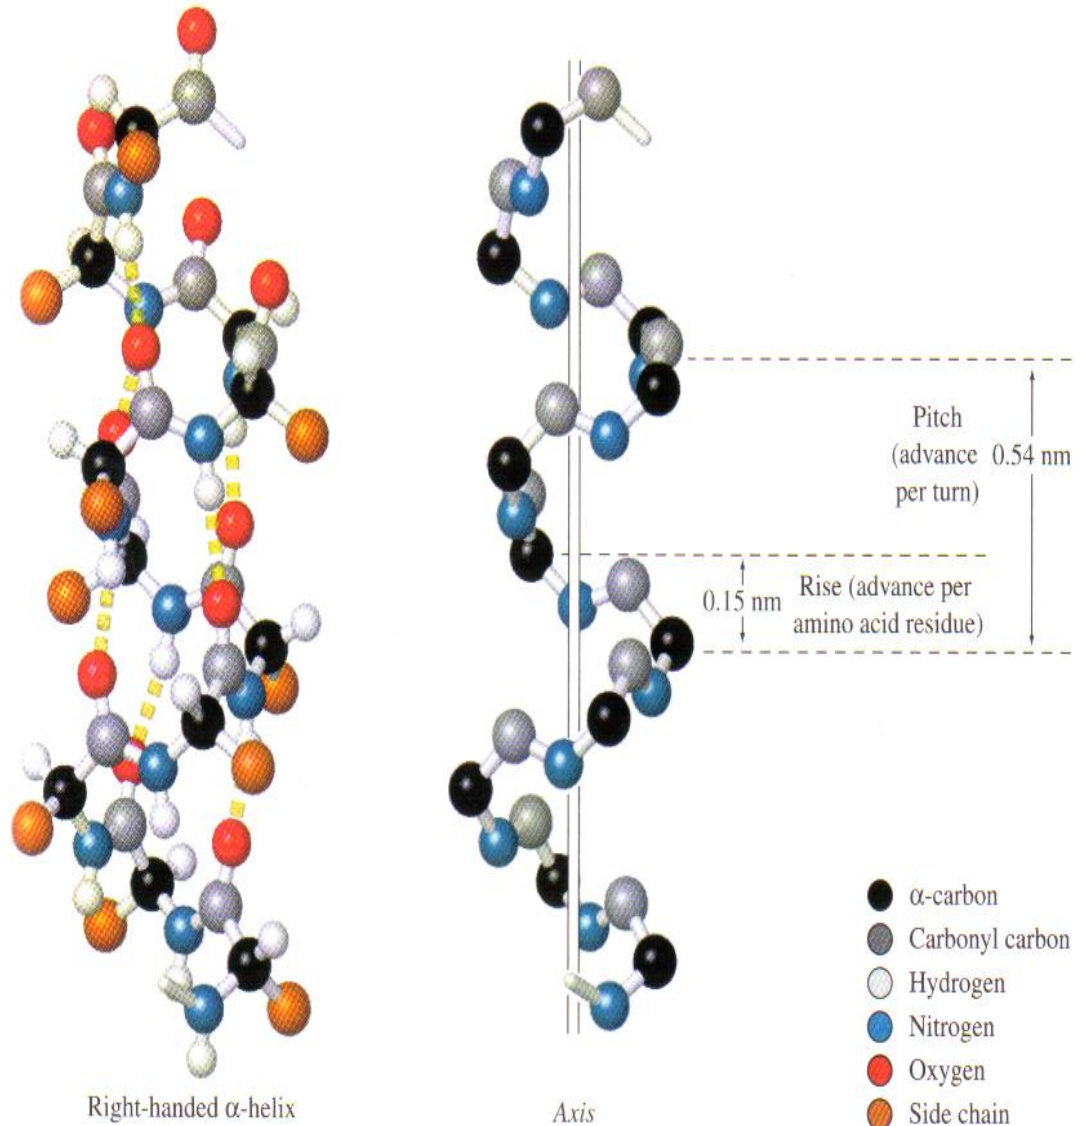 Pitch
(advance 0.54 nm
per turn)
0.15 nm Rise (advance per
amino acid residue)
α-carbon
Carbonyl carbon
Hydrogen
Nitrogen
Oxygen
Side chain
Right-handed α-helix
Axis